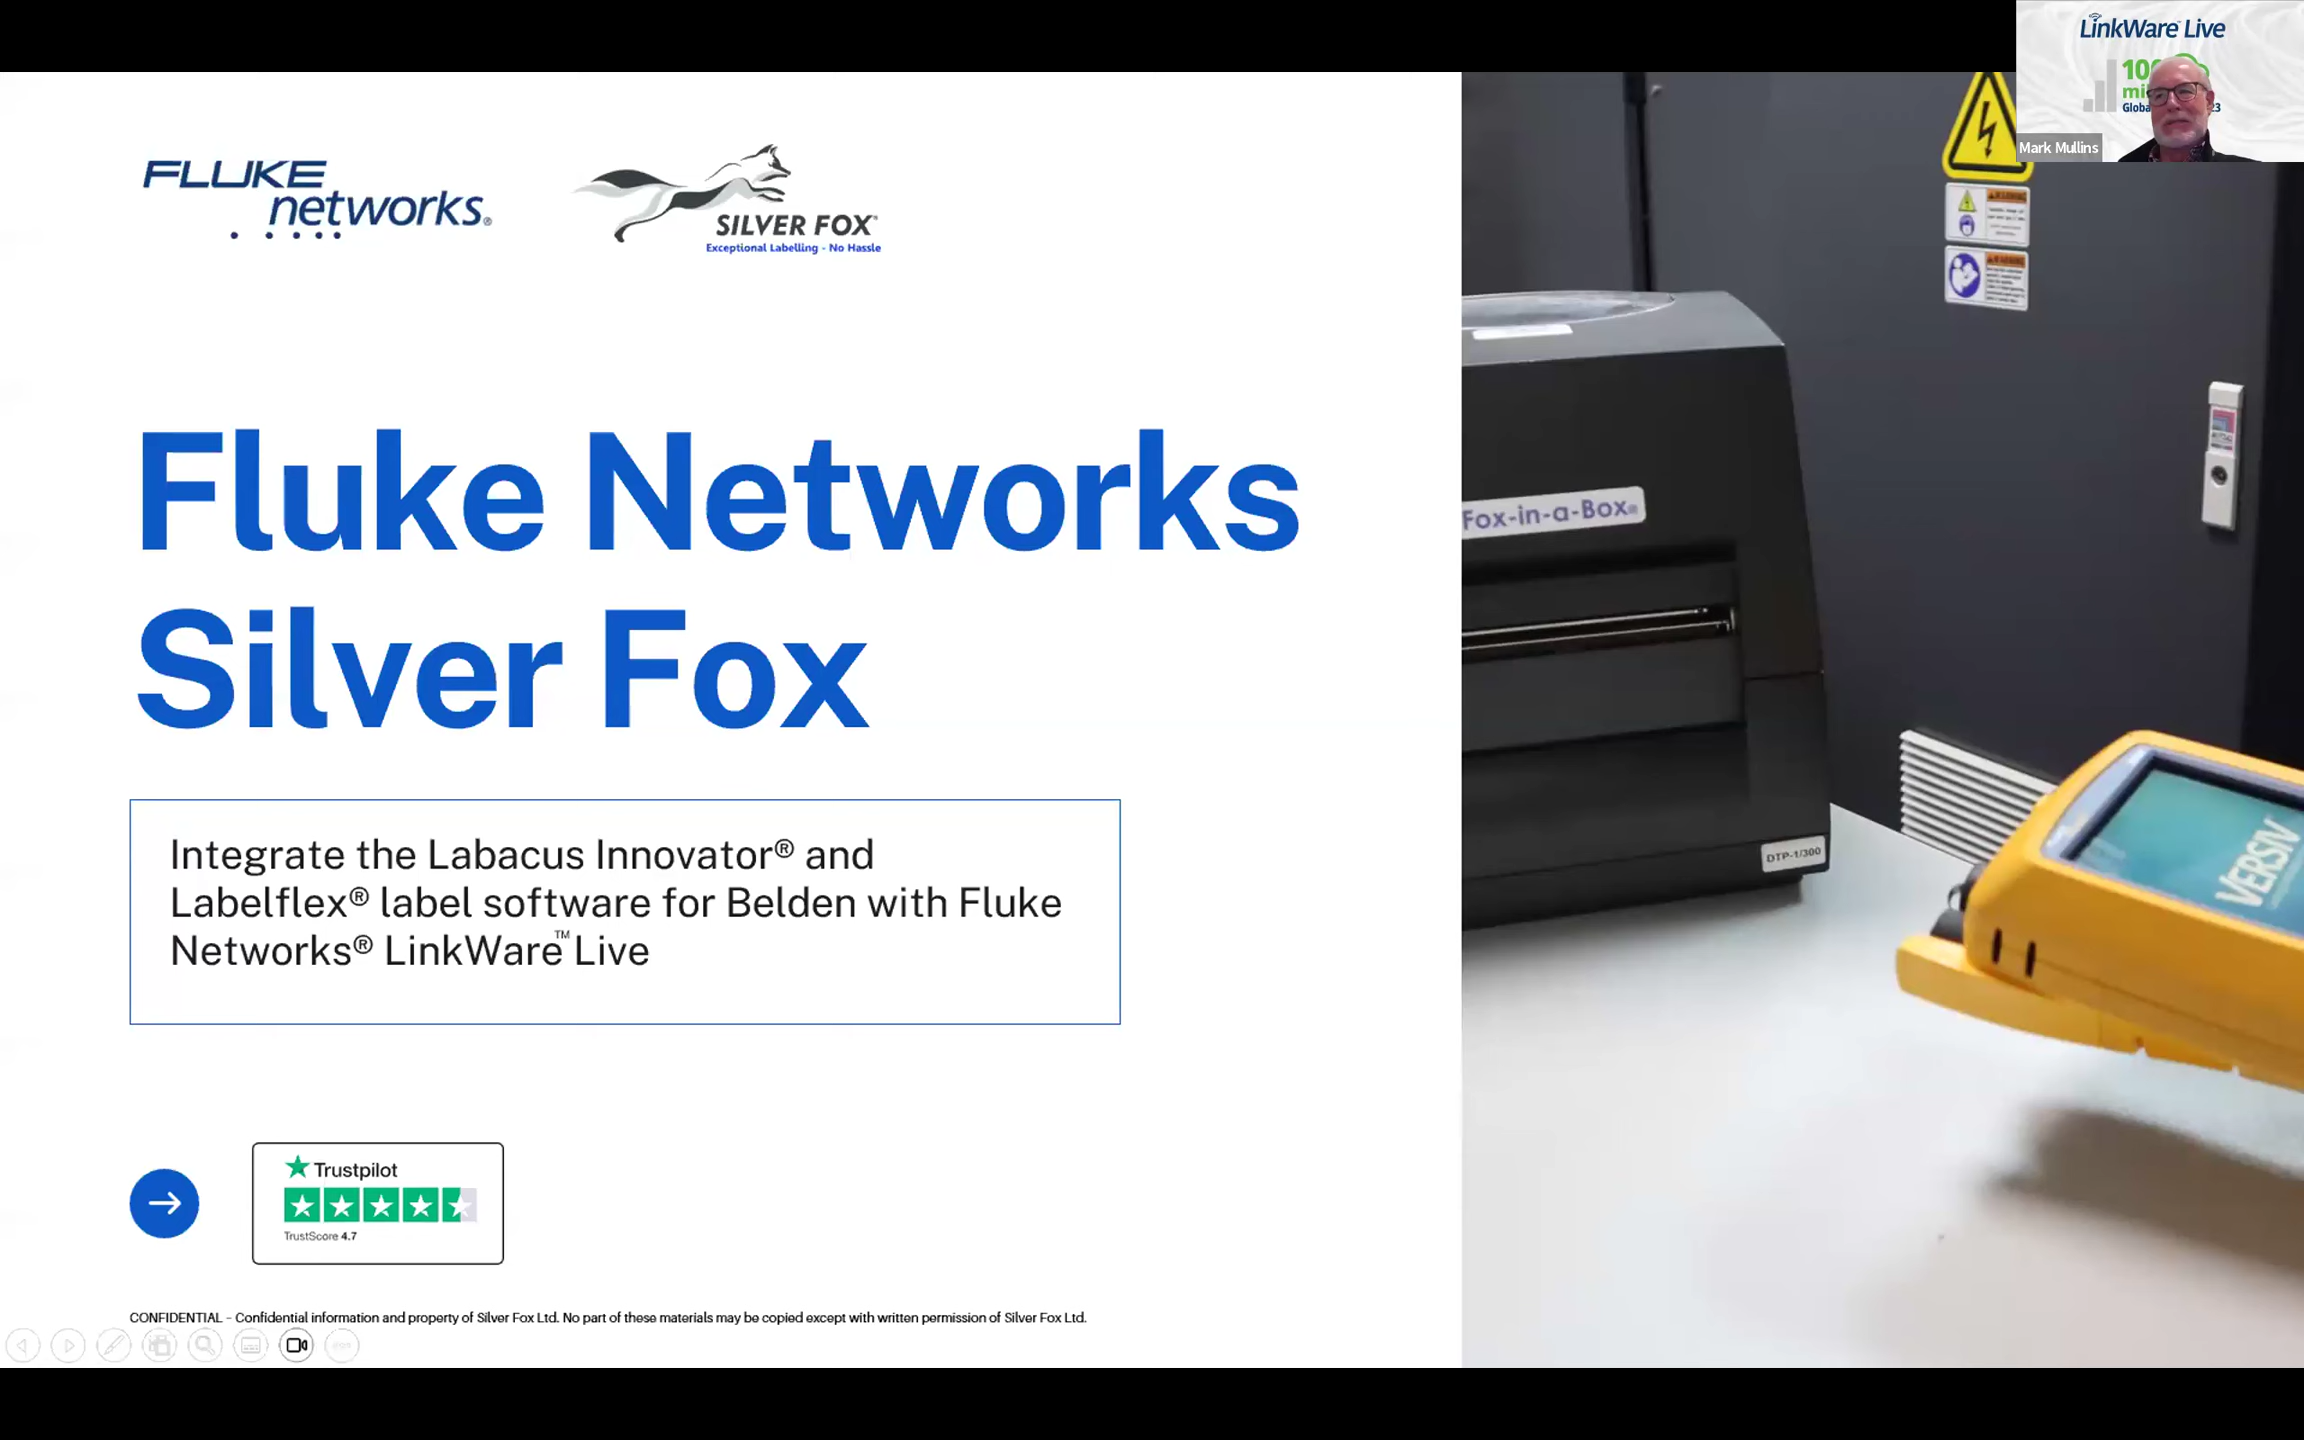 LinkWare Live
Mark Mullins
FLUKE
networks®
SILVER FOX®
Exceptional Labelling - No Hassle
Fluke Networks
Silver Fox
Integrate the Labacus Innovator® and
Labelflex® label software for Belden with Fluke
Networks® LinkWare™ Live
Trustpilot
TrustScore 4.7
CONFIDENTIAL – Confidential information and property of Silver Fox Ltd. No part of these materials may be copied except with written permission of Silver Fox Ltd.
Fox-in-a-Box®
DTP-1/300
VERSIV